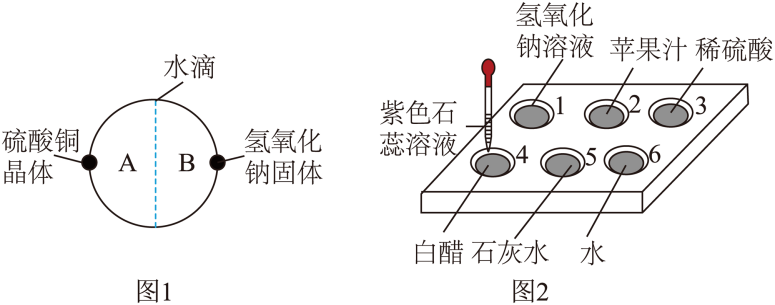 水滴
硫酸铜
晶体
A
B
氢氧化
钠固体
图1
氢氧化
钠溶液
苹果汁
稀硫酸
紫色石
蕊溶液
1
2
3
4
5
6
白醋
石灰水
水
图2